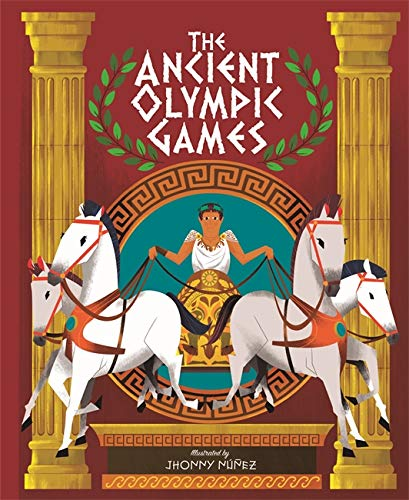 THE
ANCIENT
OLYMPIC
GAMES
Illustrated by
JHONNY NÚÑEZ